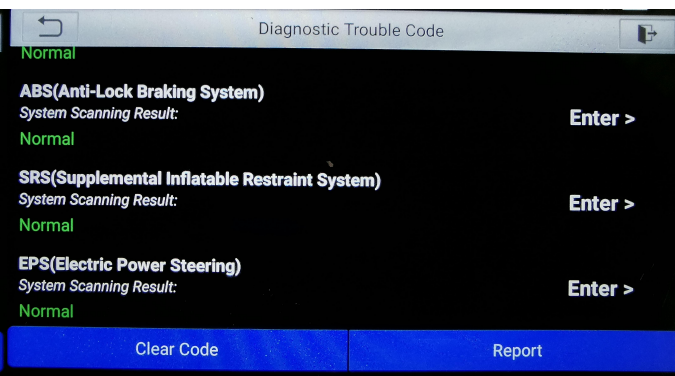 Diagnostic Trouble Code
Normal
ABS(Anti-Lock Braking System)
System Scanning Result:
Enter >
Normal
SRS(Supplemental Inflatable Restraint System)
System Scanning Result:
Enter >
Normal
EPS(Electric Power Steering)
System Scanning Result:
Enter >
Normal
Clear Code
Report